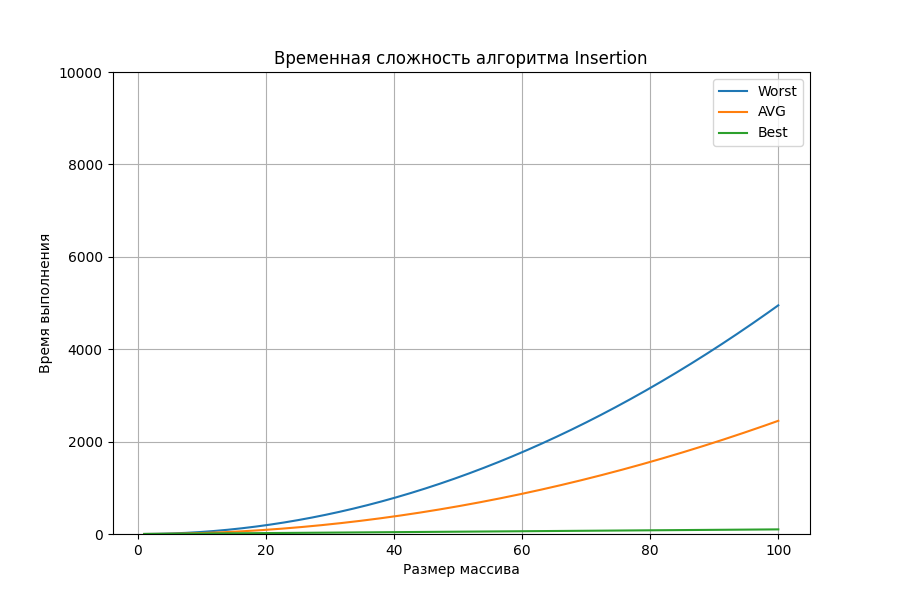 Временная сложность алгоритма Insertion
Worst
AVG
Best
10000
8000
6000
4000
2000
0
Время выполнения
0 20 40 60 80 100
Размер массива